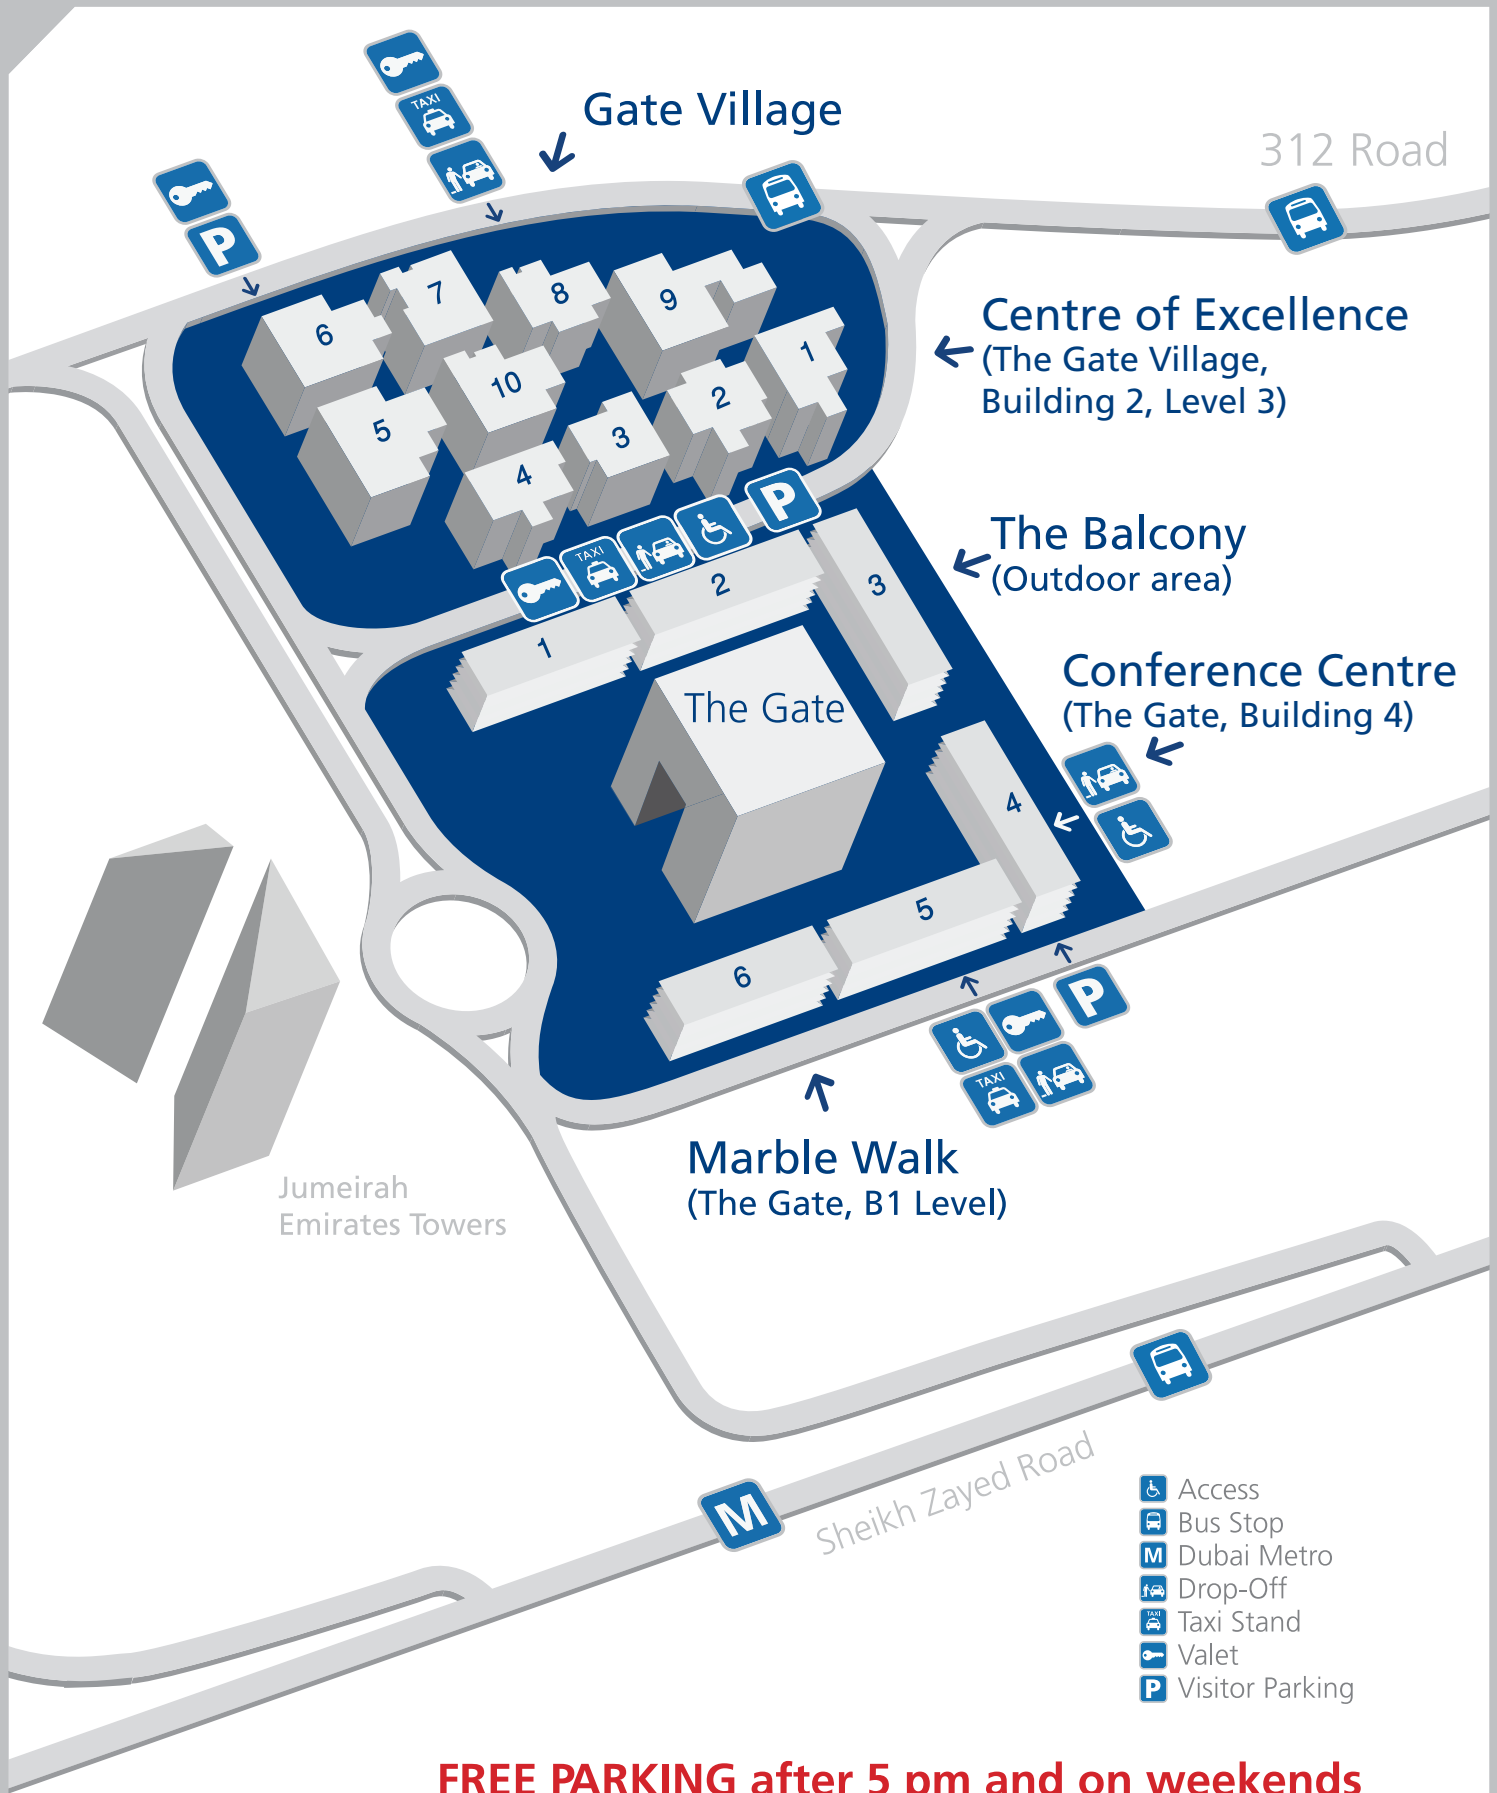 TAXI
Gate Village
312 Road
P
7
8
9
6
1
10
2
5
3
4
Centre of Excellence
(The Gate Village,
Building 2, Level 3)
P
TAXI
The Balcony
(Outdoor area)
1
2
3
The Gate
Conference Centre
(The Gate, Building 4)
4
5
6
P
TAXI
Marble Walk
(The Gate, B1 Level)
Jumeirah
Emirates Towers
M
Sheikh Zayed Road
Access
Bus Stop
M Dubai Metro
Drop-Off
TAXI Taxi Stand
Valet
P Visitor Parking
FREE PARKING after 5 pm and on weekends